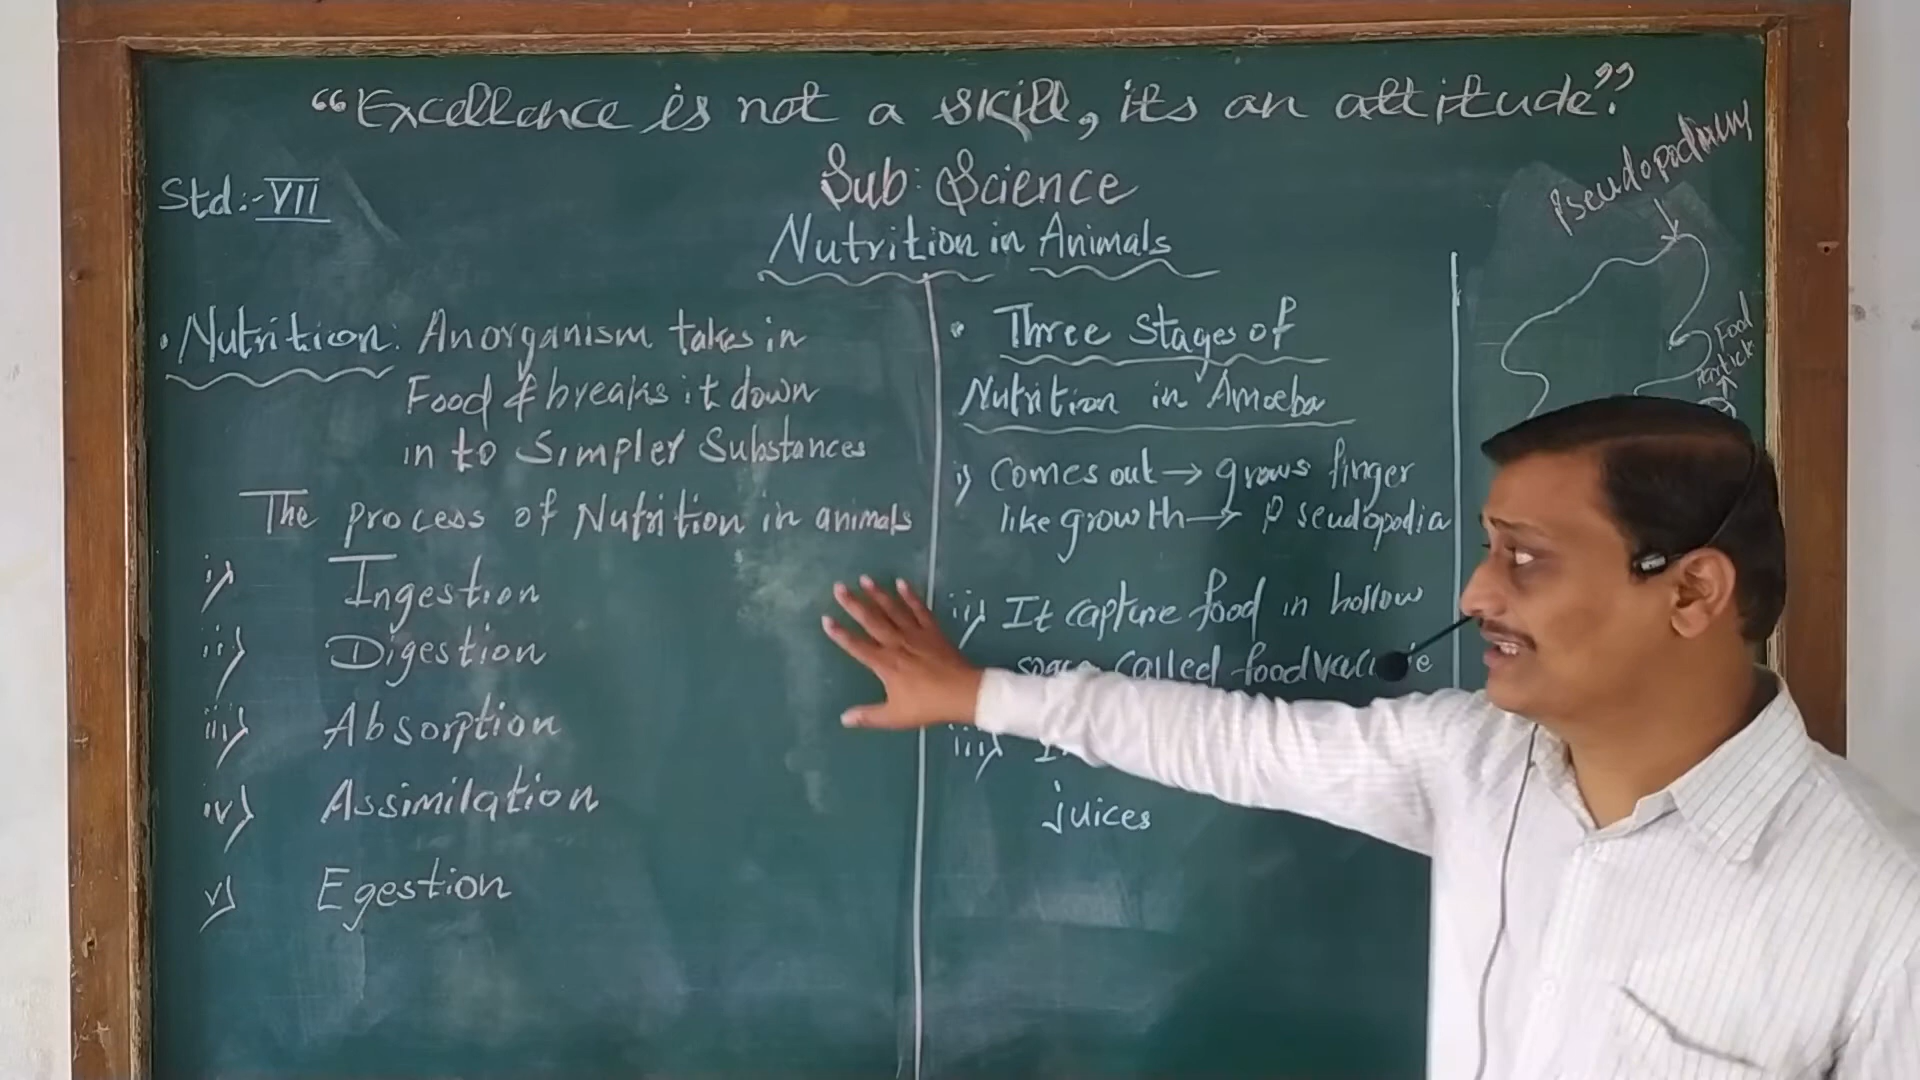 “Excellence is not a skill, its an attitude”
Std:- VII
Sub: Science
Nutrition in Animals
• Nutrition: An organism takes in
Food & breaks it down
in to Simpler Substances
The process of Nutrition in animals
i) Ingestion
ii) Digestion
iii) Absorption
iv) Assimilation
v) Egestion
• Three Stages of
Nutrition in Amoeba
i) Comes out → grows finger
like growth → Pseudopodia
ii) It capture food in hollow
space called food
iii)
juices
Pseudopodium
Food